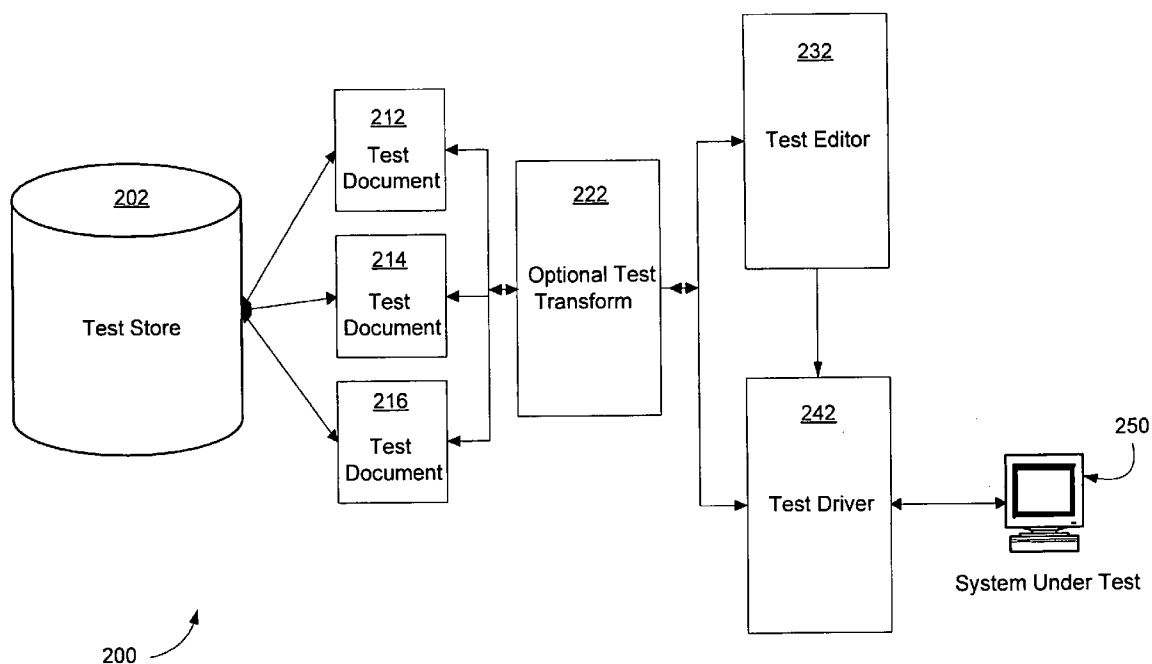 202
Test Store
212
Test
Document
214
Test
Document
216
Test
Document
222
Optional Test
Transform
232
Test Editor
242
Test Driver
250
System Under Test
200